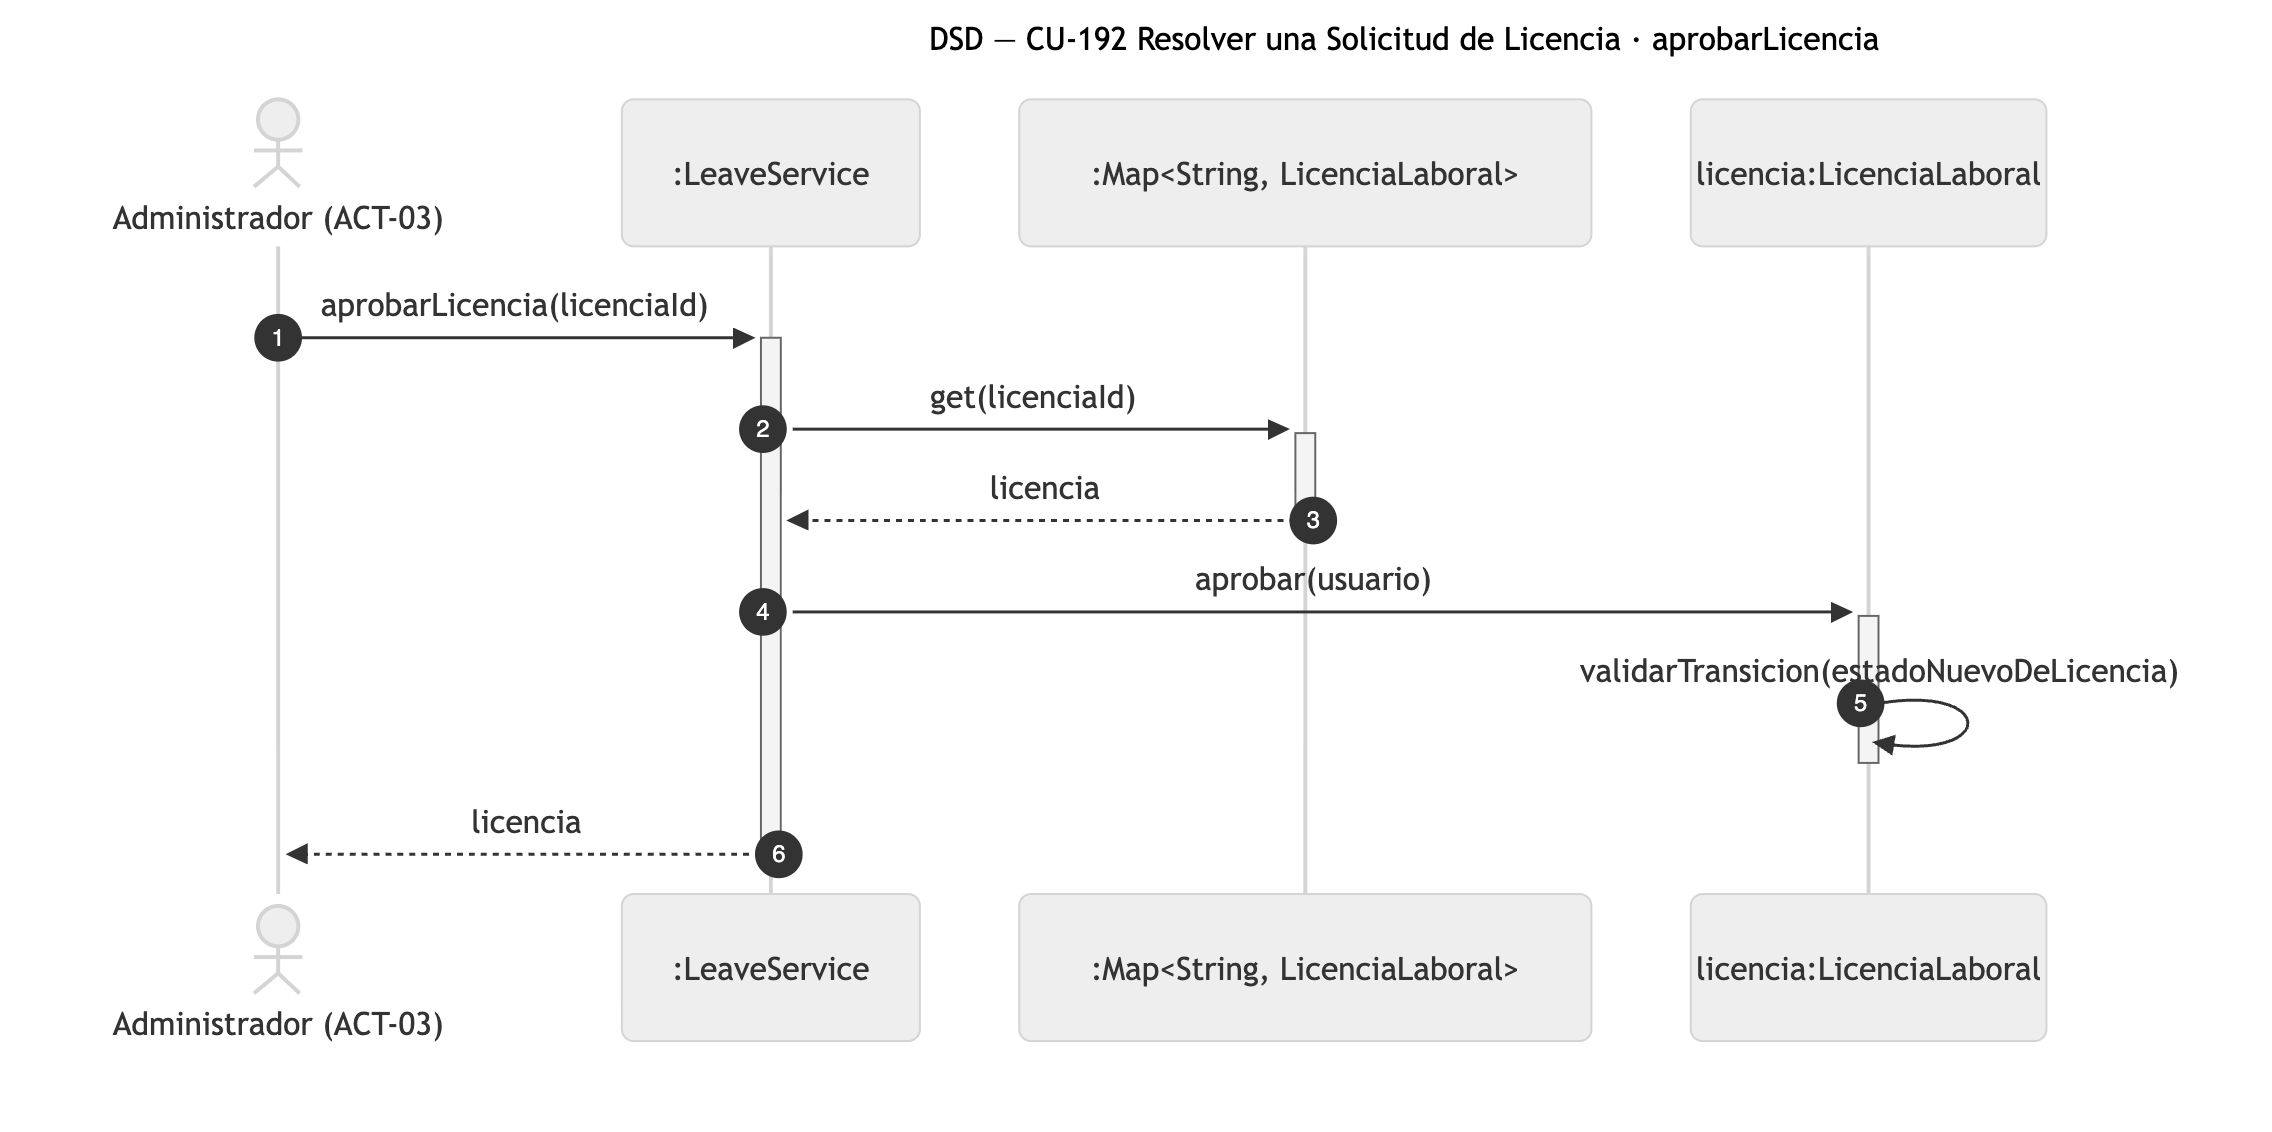 DSD — CU-192 Resolver una Solicitud de Licencia · aprobarLicencia
Administrador (ACT-03)
:LeaveService
:Map<String, LicenciaLaboral>
licencia:LicenciaLaboral
aprobarLicencia(licenciaId)
1
get(licenciaId)
2
licencia
3
aprobar(usuario)
4
validarTransicion(estadoNuevoDeLicencia)
5
licencia
6
Administrador (ACT-03)
:LeaveService
:Map<String, LicenciaLaboral>
licencia:LicenciaLaboral